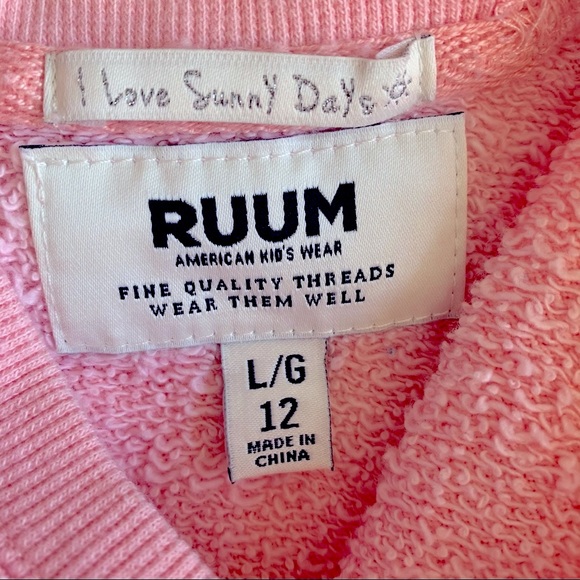 I Love Sunny Days
RUUM
AMERICAN KID'S WEAR
FINE QUALITY THREADS
WEAR THEM WELL
L/G
12
MADE IN
CHINA